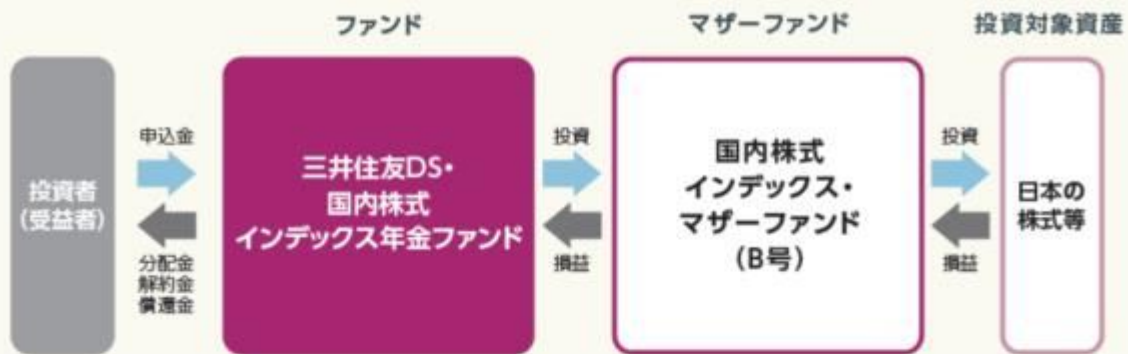 ファンド
マザーファンド
投資対象資産
投資者
(受益者)
申込金
分配金
解約金
償還金
三井住友DS・
国内株式
インデックス年金ファンド
投資
損益
国内株式
インデックス・
マザーファンド
(B号)
投資
損益
日本の
株式等